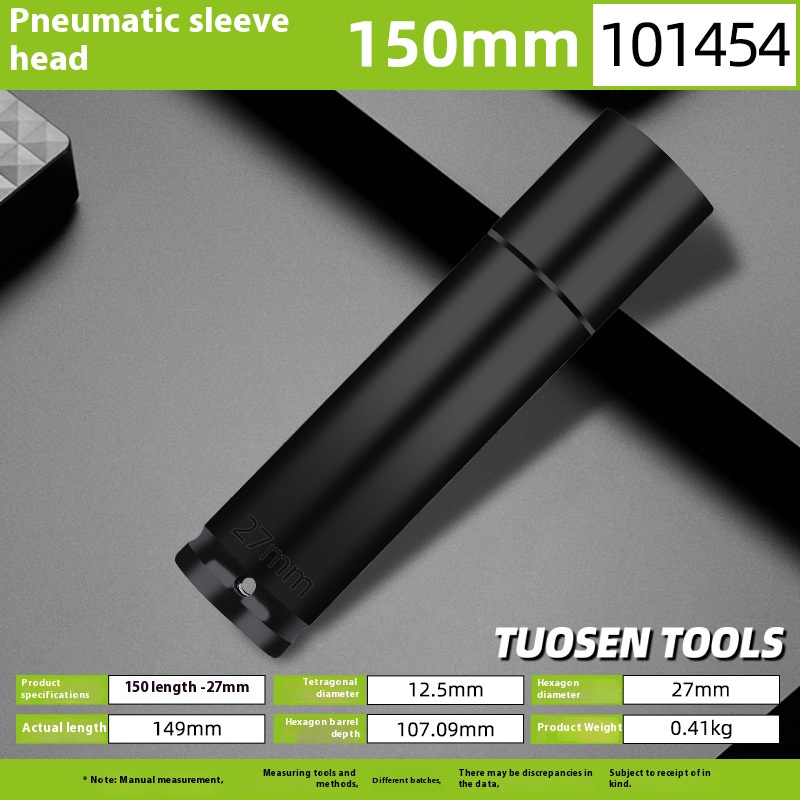 Pneumatic sleeve
head
150mm
101454
27mm
TUOSEN TOOLS
Product
specifications
150 length -27mm
Tetragonal
diameter
12.5mm
Hexagon
diameter
27mm
Actual length
149mm
Hexagon barrel
depth
107.09mm
Product Weight
0.41kg
* Note: Manual measurement,
Measuring tools and
methods,
Different batches,
There may be discrepancies in
the data,
Subject to receipt of in
kind.